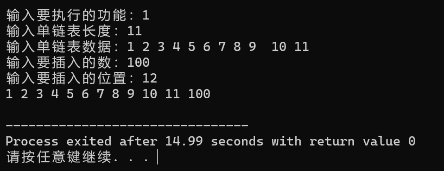 输入要执行的功能: 1
输入单链表长度: 11
输入单链表数据: 1 2 3 4 5 6 7 8 9  10 11
输入要插入的数: 100
输入要插入的位置: 12
1 2 3 4 5 6 7 8 9 10 11 100
--------------------------------
Process exited after 14.99 seconds with return value 0
请按任意键继续. . .